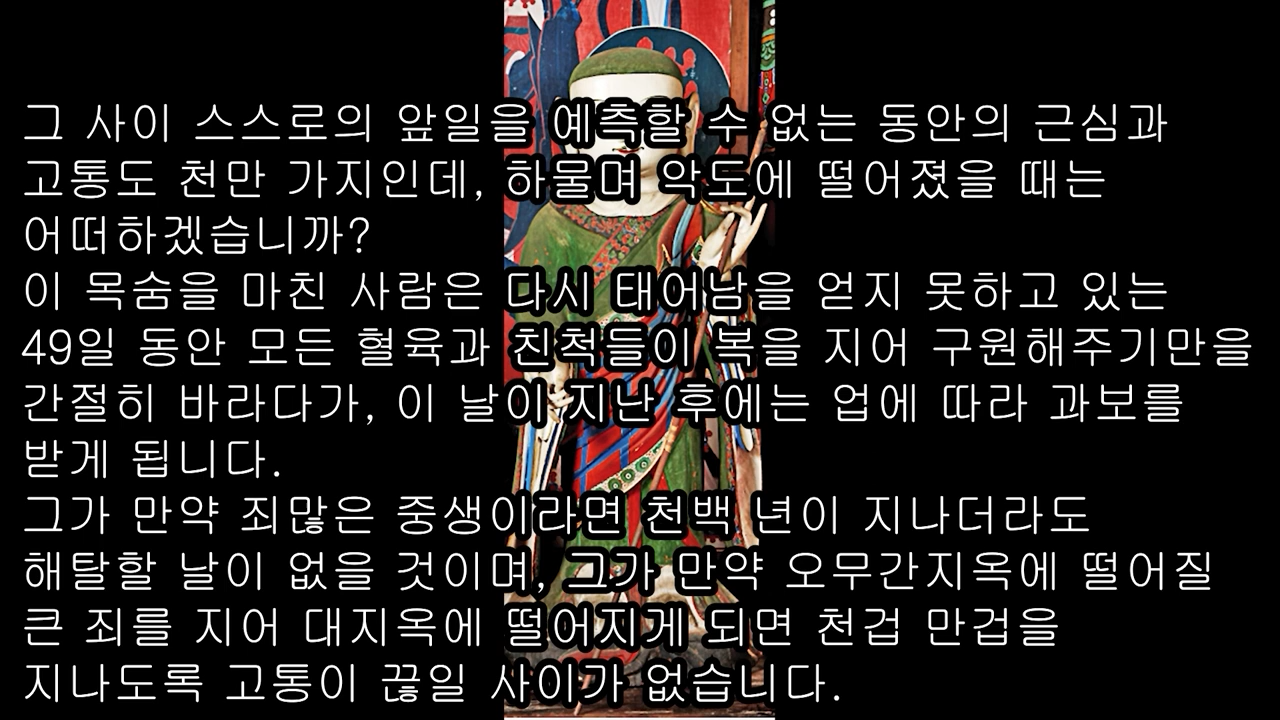 그 사이 스스로의 앞일을 예측할 수 없는 동안의 근심과
고통도 천만 가지인데, 하물며 악도에 떨어졌을 때는
어떠하겠습니까?
이 목숨을 마친 사람은 다시 태어남을 얻지 못하고 있는
49일 동안 모든 혈육과 친척들이 복을 지어 구원해주기만을
간절히 바라다가, 이 날이 지난 후에는 업에 따라 과보를
받게 됩니다.
그가 만약 죄많은 중생이라면 천백 년이 지나더라도
해탈할 날이 없을 것이며, 그가 만약 오무간지옥에 떨어질
큰 죄를 지어 대지옥에 떨어지게 되면 천겁 만겁을
지나도록 고통이 끊일 사이가 없습니다.